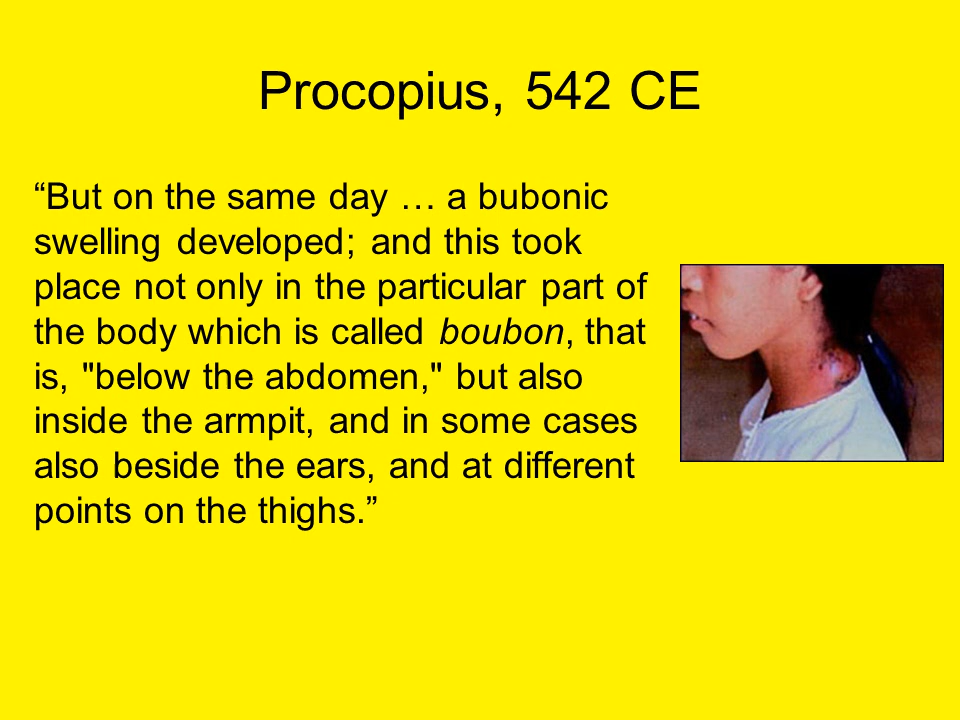 Procopius, 542 CE
“But on the same day … a bubonic
swelling developed; and this took
place not only in the particular part of
the body which is called boubon, that
is, "below the abdomen," but also
inside the armpit, and in some cases
also beside the ears, and at different
points on the thighs.”